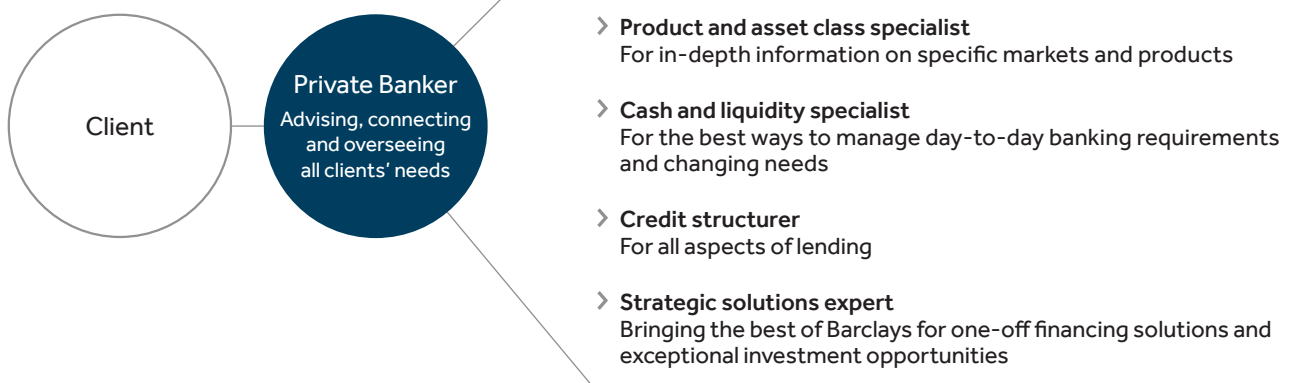 Client
Private Banker
Advising, connecting
and overseeing
all clients’ needs
Product and asset class specialist
For in-depth information on specific markets and products
Cash and liquidity specialist
For the best ways to manage day-to-day banking requirements
and changing needs
Credit structurer
For all aspects of lending
Strategic solutions expert
Bringing the best of Barclays for one-off financing solutions and
exceptional investment opportunities